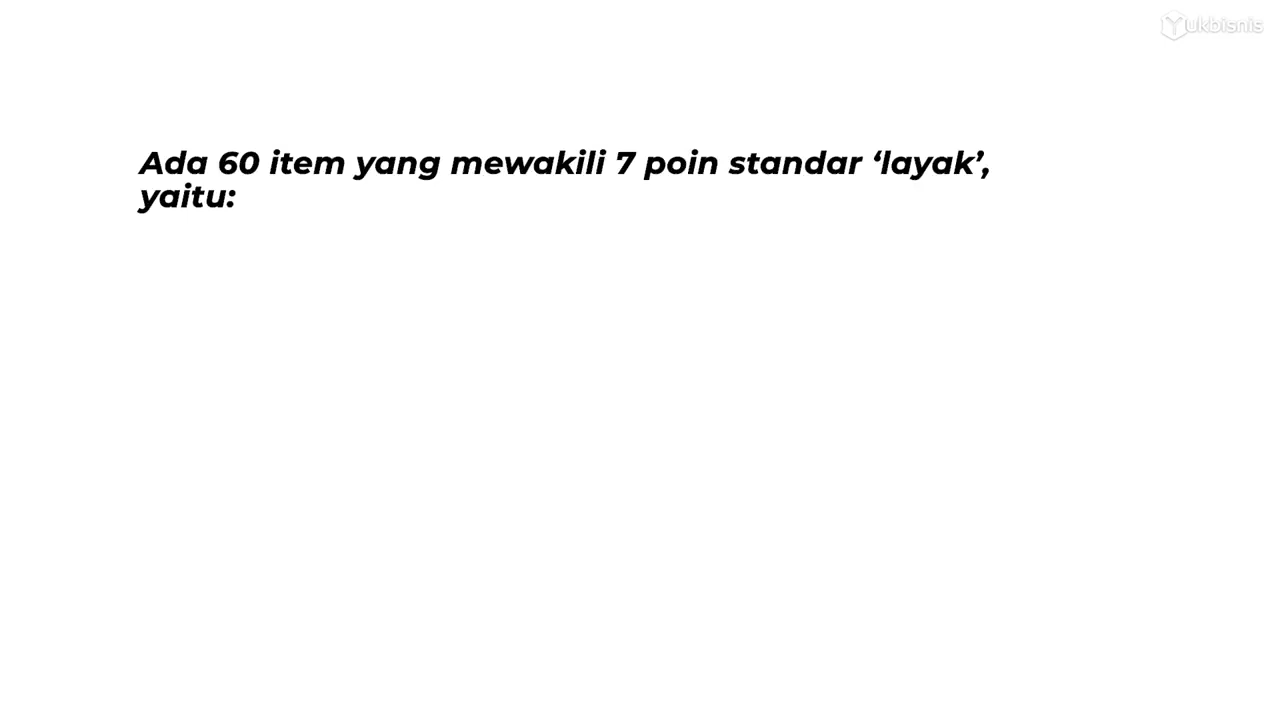 Yukbisnis
Ada 60 item yang mewakili 7 poin standar ‘layak’,
yaitu: